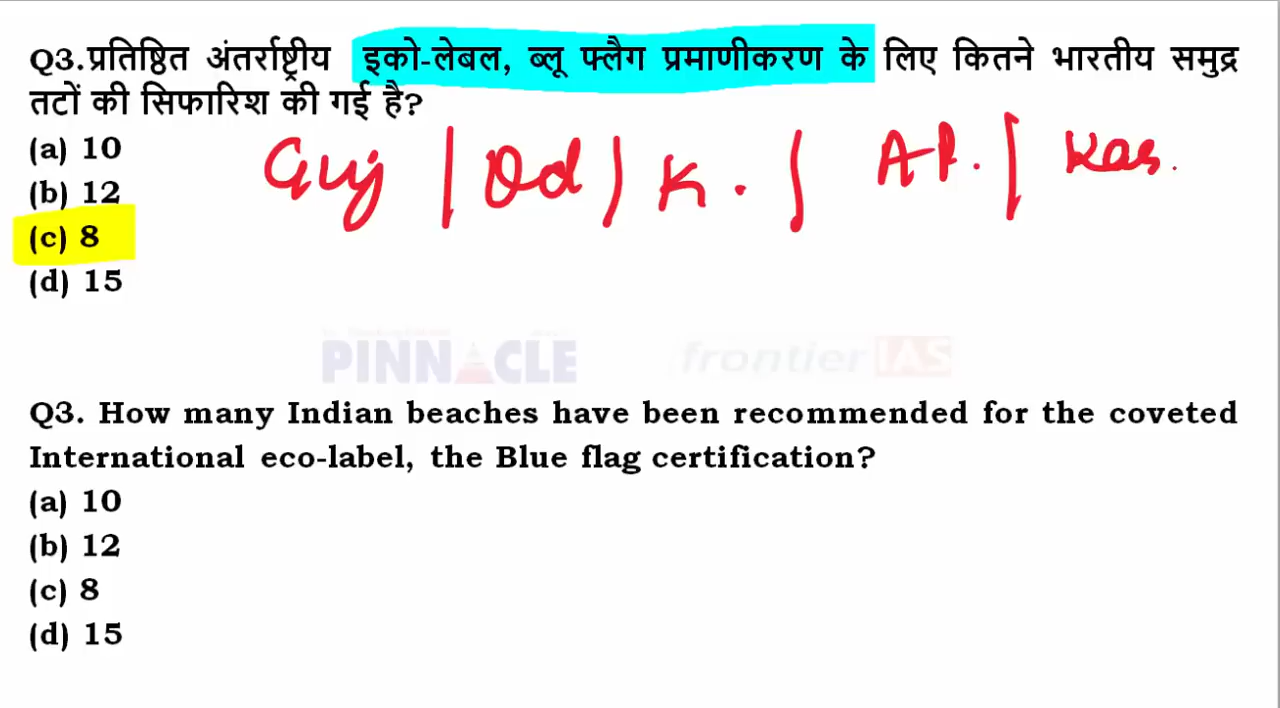 Q3.प्रतिष्ठित अंतर्राष्ट्रीय इको-लेबल, ब्लू फ्लैग प्रमाणीकरण के लिए कितने भारतीय समुद्र
तटों की सिफारिश की गई है?
(a) 10
(b) 12
(c) 8
(d) 15
Guj | Od | K. | AP. |
PINNACLE
frontier IAS
Q3. How many Indian beaches have been recommended for the coveted
International eco-label, the Blue flag certification?
(a) 10
(b) 12
(c) 8
(d) 15